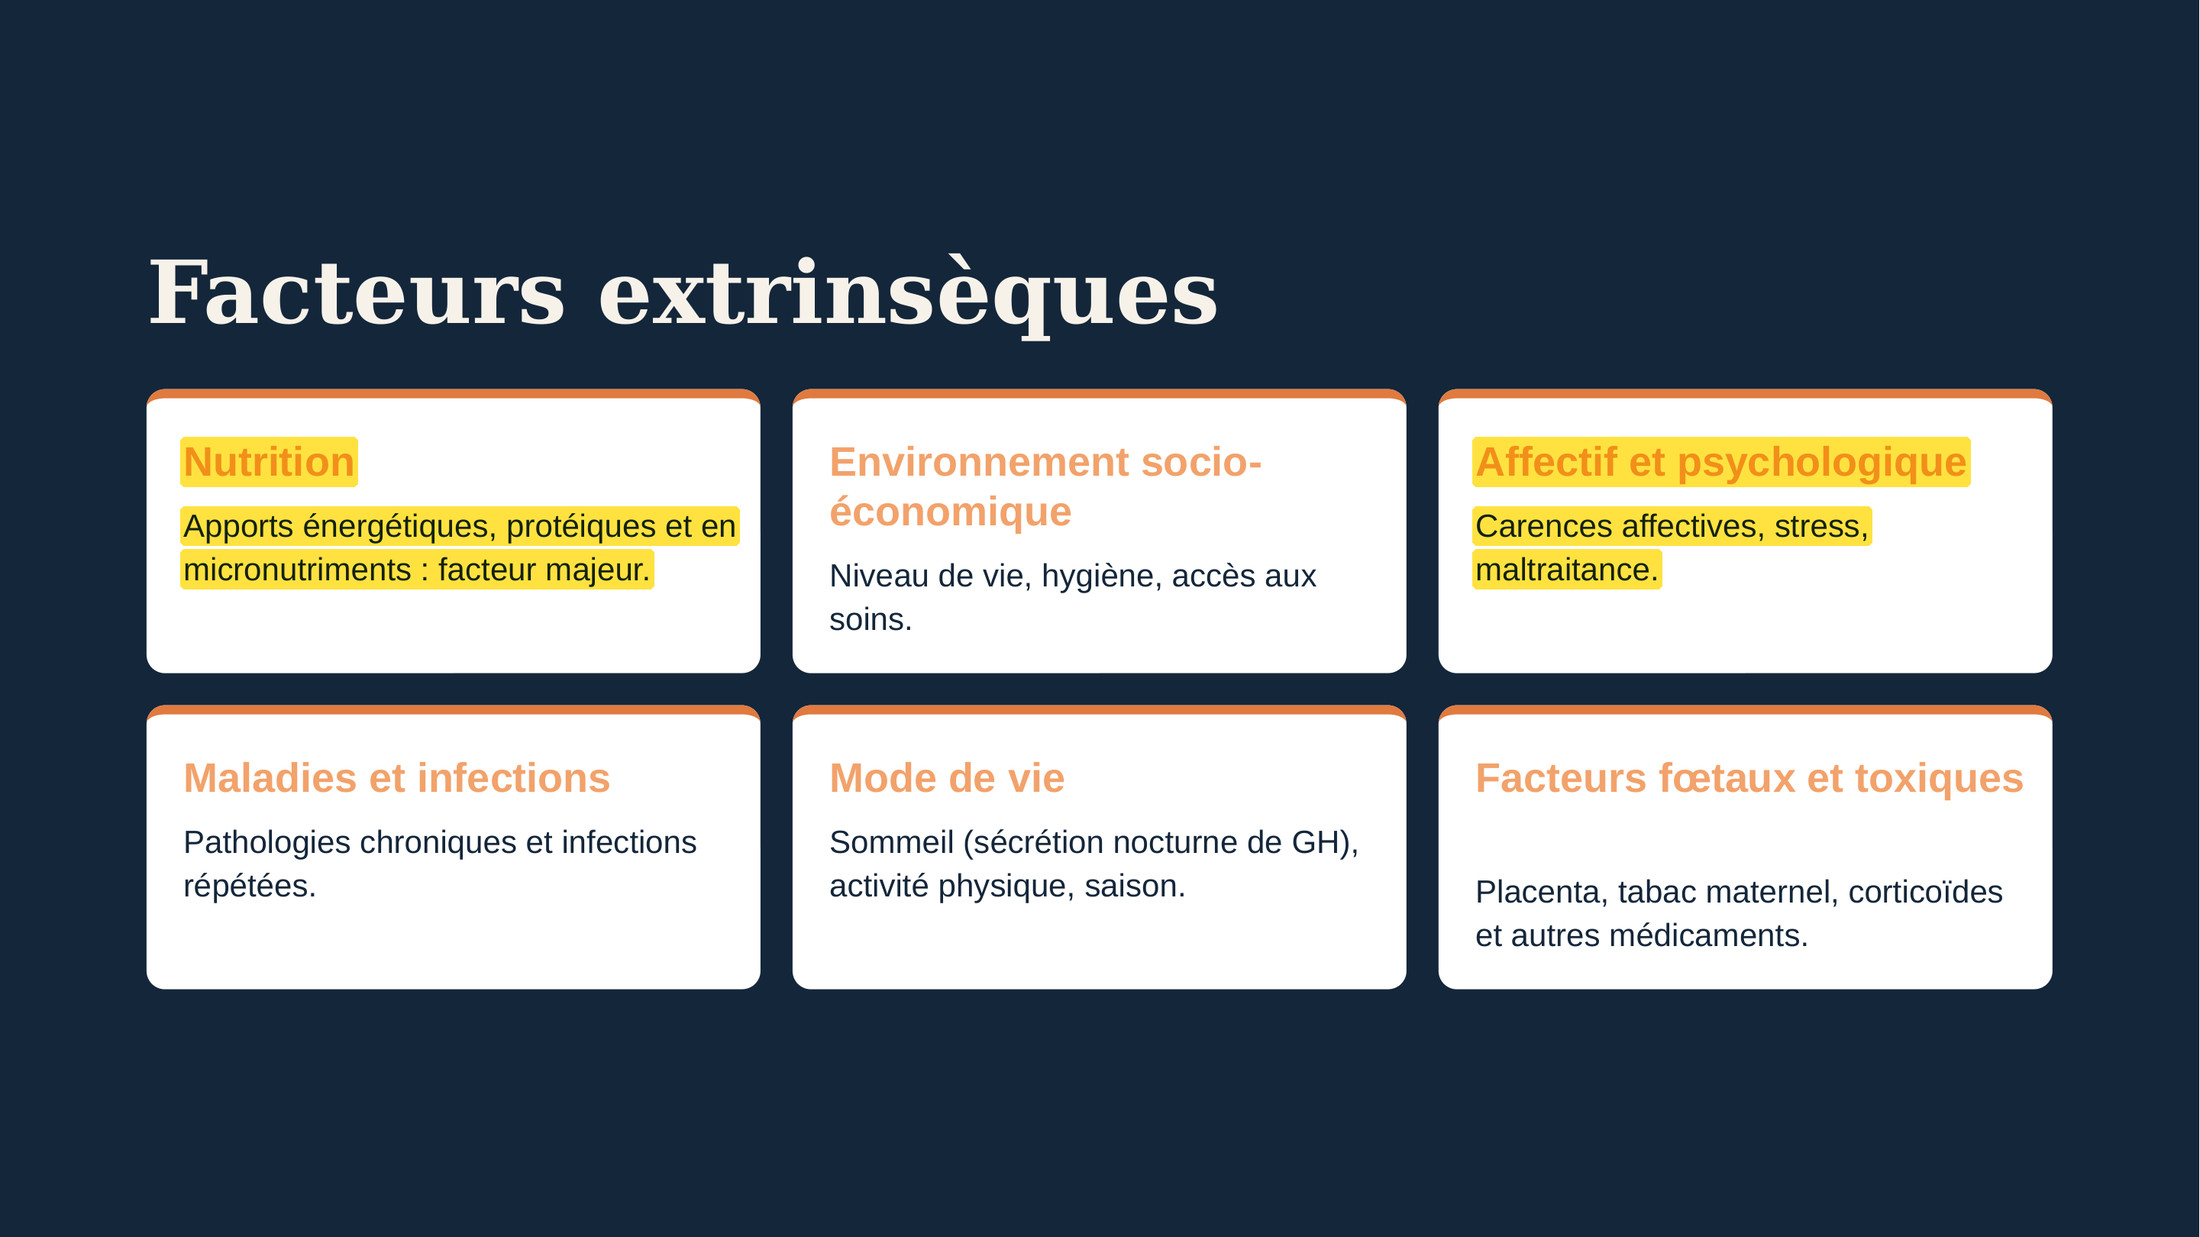 Facteurs extrinsèques
Nutrition
Apports énergétiques, protéiques et en
micronutriments : facteur majeur.
Environnement socio-
économique
Niveau de vie, hygiène, accès aux
soins.
Affectif et psychologique
Carences affectives, stress,
maltraitance.
Maladies et infections
Pathologies chroniques et infections
répétées.
Mode de vie
Sommeil (sécrétion nocturne de GH),
activité physique, saison.
Facteurs fœtaux et toxiques
Placenta, tabac maternel, corticoïdes
et autres médicaments.